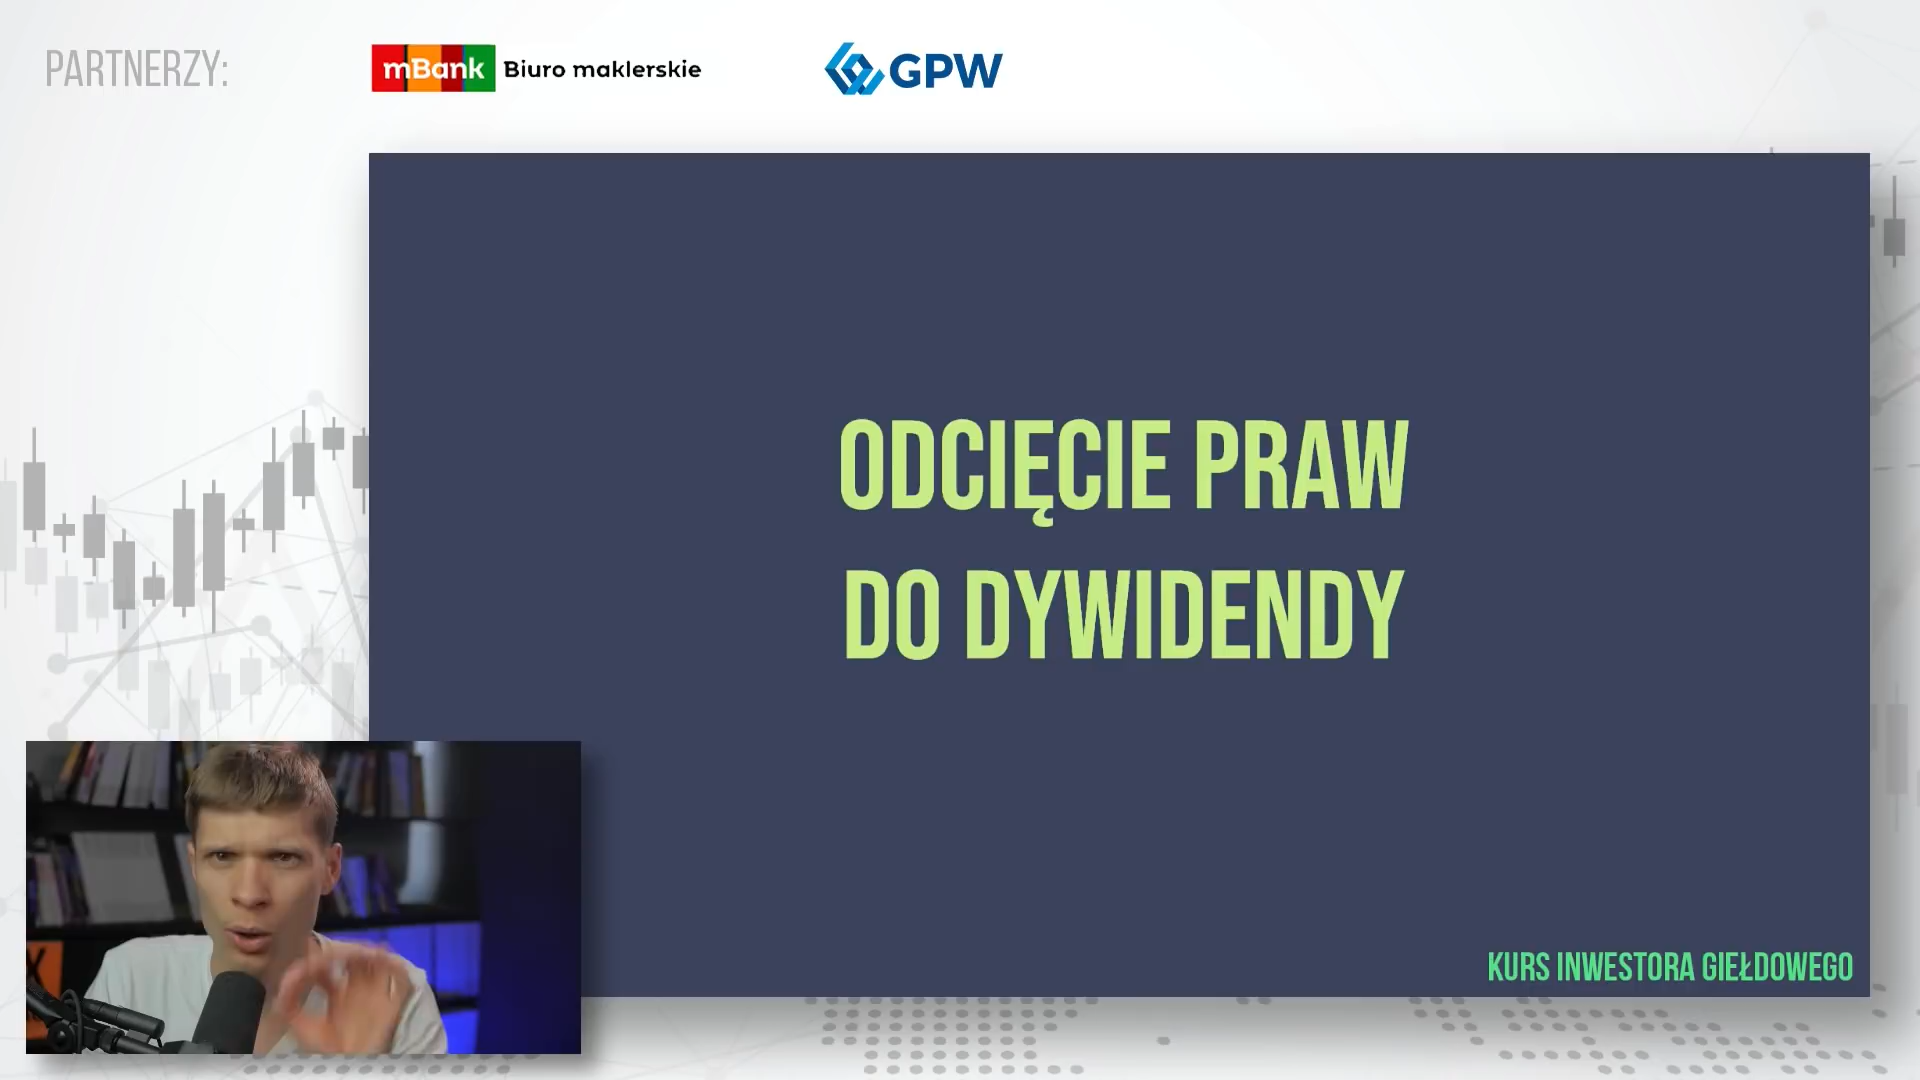 PARTNERZY:
mBank Biuro maklerskie
GPW
ODCIĘCIE PRAW
DO DYWIDENDY
KURS INWESTORA GIEŁDOWEGO
X